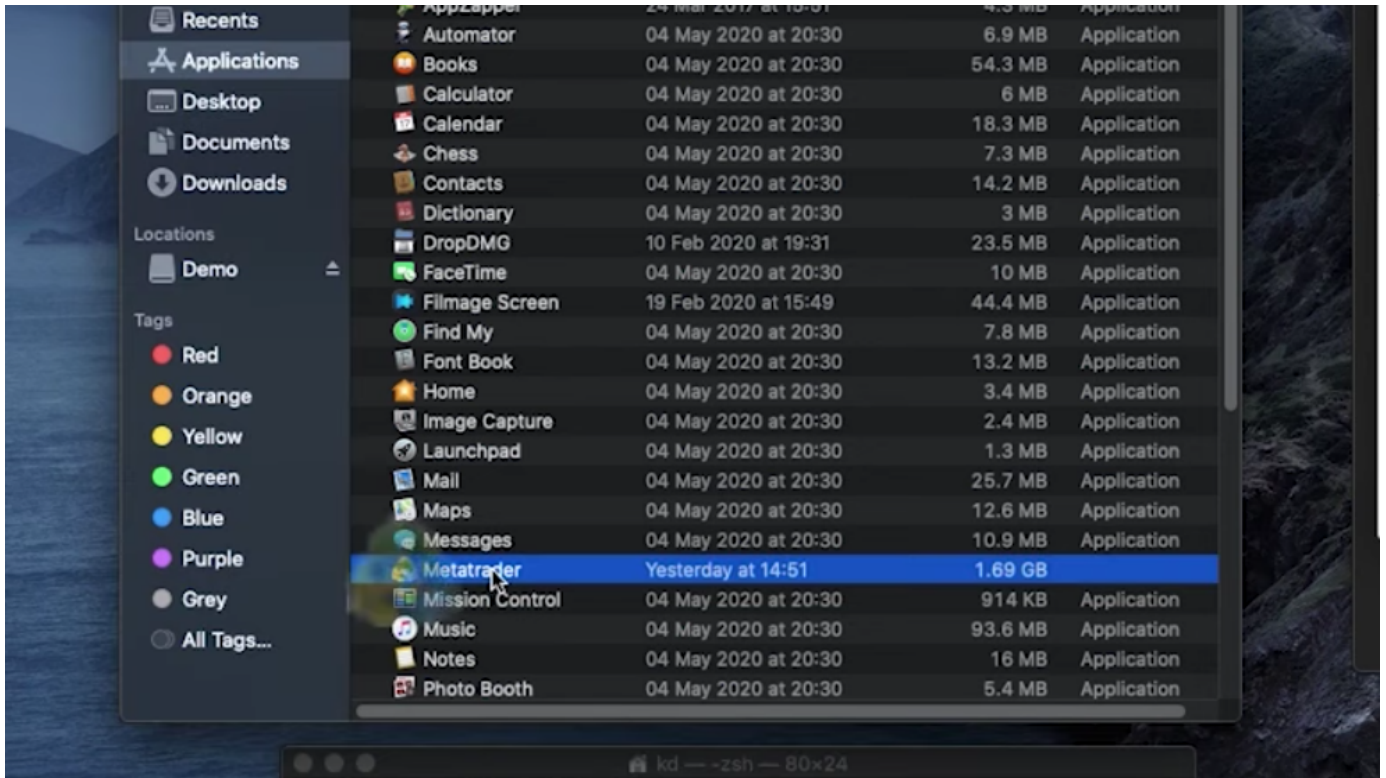 Recents
Applications
Desktop
Documents
Downloads
Locations
Demo
Tags
Red
Orange
Yellow
Green
Blue
Purple
Grey
All Tags...
AppZapper 24 Mar 2017 at 15:51 4.3 MB Application
Automator 04 May 2020 at 20:30 6.9 MB Application
Books 04 May 2020 at 20:30 54.3 MB Application
Calculator 04 May 2020 at 20:30 6 MB Application
Calendar 04 May 2020 at 20:30 18.3 MB Application
Chess 04 May 2020 at 20:30 7.3 MB Application
Contacts 04 May 2020 at 20:30 14.2 MB Application
Dictionary 04 May 2020 at 20:30 3 MB Application
DropDMG 10 Feb 2020 at 19:31 23.5 MB Application
FaceTime 04 May 2020 at 20:30 10 MB Application
Filmage Screen 19 Feb 2020 at 15:49 44.4 MB Application
Find My 04 May 2020 at 20:30 7.8 MB Application
Font Book 04 May 2020 at 20:30 13.2 MB Application
Home 04 May 2020 at 20:30 3.4 MB Application
Image Capture 04 May 2020 at 20:30 2.4 MB Application
Launchpad 04 May 2020 at 20:30 1.3 MB Application
Mail 04 May 2020 at 20:30 25.7 MB Application
Maps 04 May 2020 at 20:30 12.6 MB Application
Messages 04 May 2020 at 20:30 10.9 MB Application
Metatrader Yesterday at 14:51 1.69 GB
Mission Control 04 May 2020 at 20:30 914 KB Application
Music 04 May 2020 at 20:30 93.6 MB Application
Notes 04 May 2020 at 20:30 16 MB Application
Photo Booth 04 May 2020 at 20:30 5.4 MB Application
kd — -zsh — 80×24